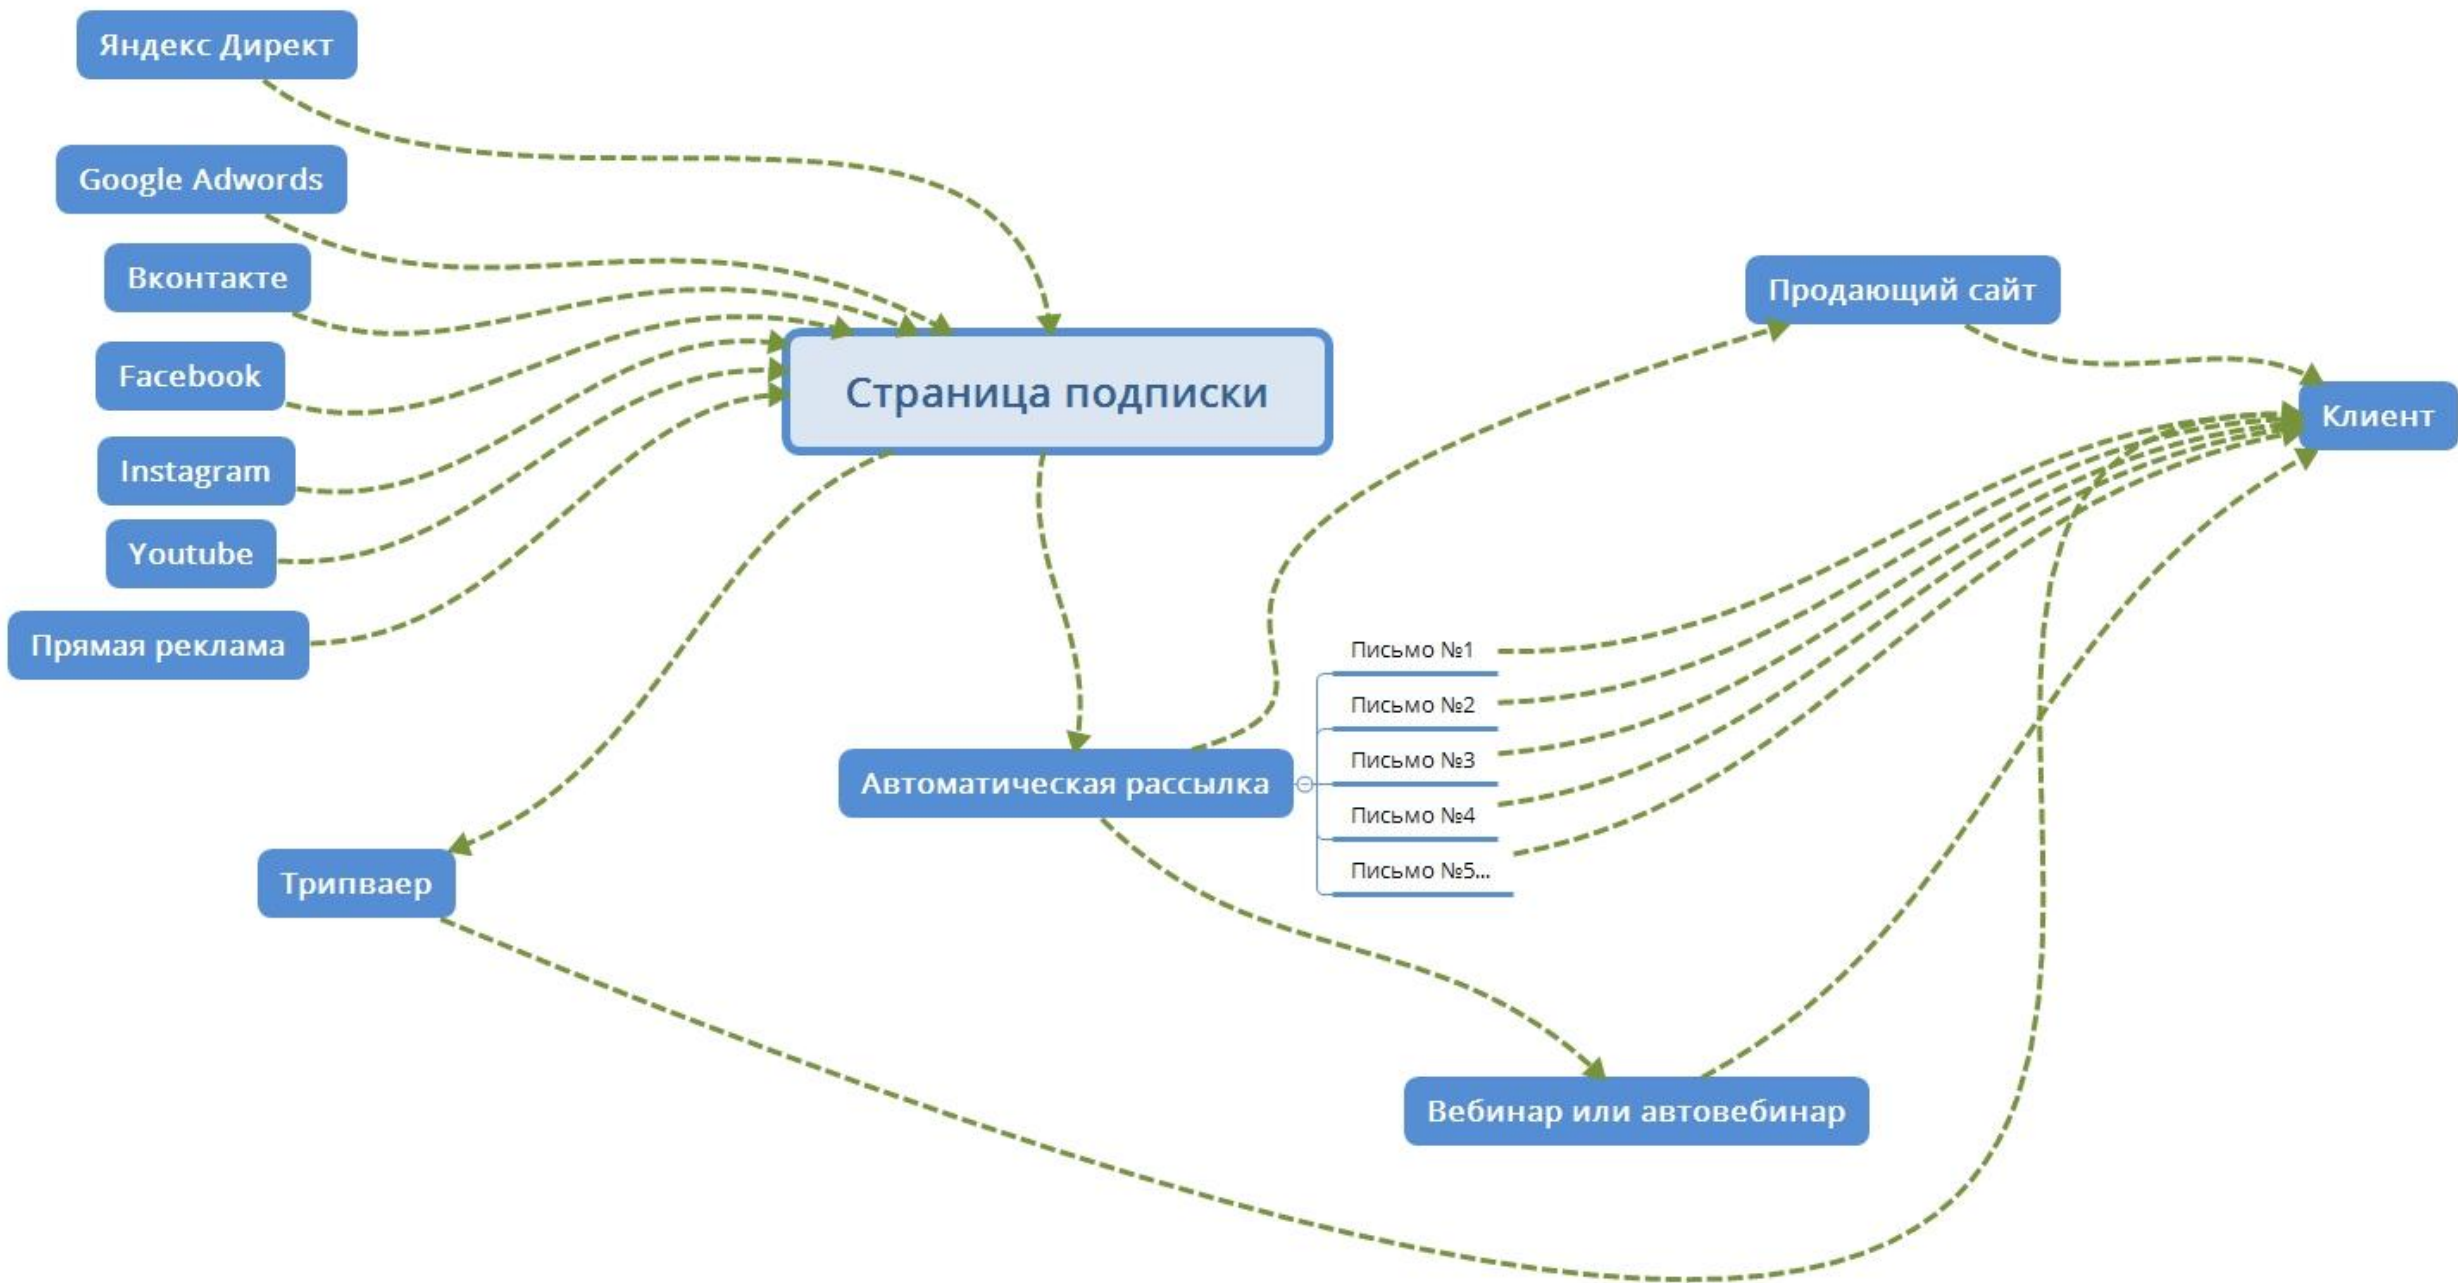 Яндекс Директ
Google Adwords
Вконтакте
Facebook
Instagram
Youtube
Прямая реклама
Страница подписки
Продающий сайт
Клиент
Автоматическая рассылка
Письмо №1
Письмо №2
Письмо №3
Письмо №4
Письмо №5...
Трипваер
Вебинар или автовебинар